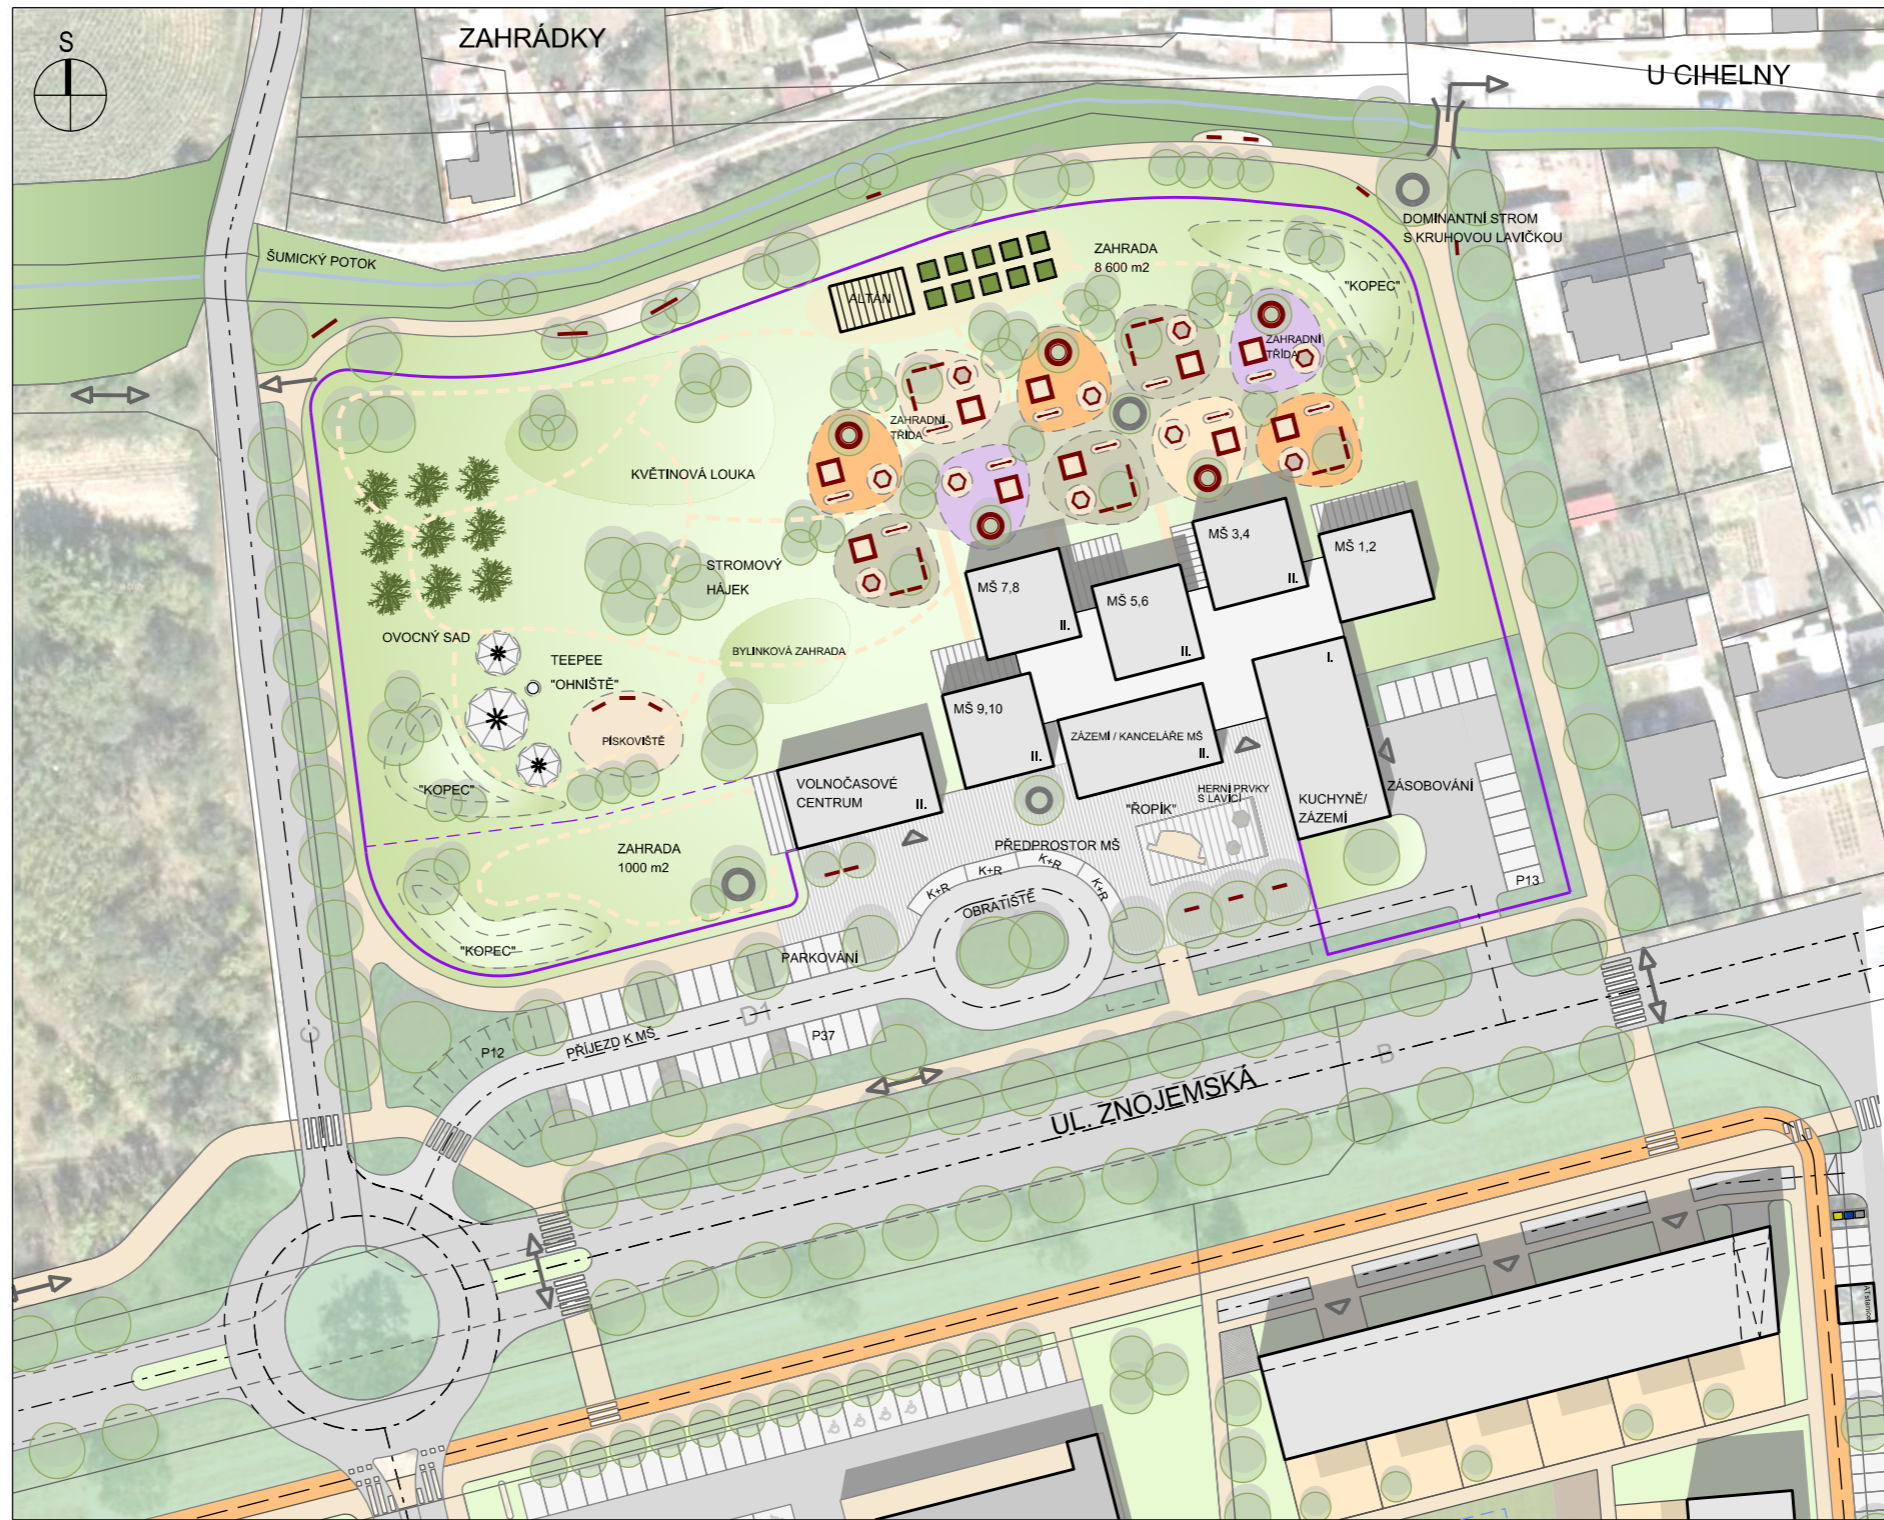 S
ZAHRÁDKY
U CIHELNY
DOMINANTNÍ STROM
S KRUHOVOU LAVIČKOU
ŠUMICKÝ POTOK
ZAHRADA
8 600 m2
"KOPEC"
ALTÁN
ZAHRADNÍ
TŘÍDA
ZAHRADNÍ
TŘÍDA
KVĚTINOVÁ LOUKA
MŠ 3,4
II.
MŠ 1,2
STROMOVÝ
HÁJEK
MŠ 7,8
II.
MŠ 5,6
II.
OVOCNÝ SAD
BYLINKOVÁ ZAHRADA
I.
TEEPEE
"OHNIŠTĚ"
MŠ 9,10
II.
ZÁZEMÍ / KANCELÁŘE MŠ
II.
PÍSKOVIŠTĚ
"KOPEC"
VOLNOČASOVÉ
CENTRUM
II.
HERNÍ PRVKY
S LAVICÍ
"ŘOPÍK"
KUCHYNĚ/
ZÁZEMÍ
ZÁSOBOVÁNÍ
ZAHRADA
1000 m2
PŘEDPROSTOR MŠ
K+R
K+R
K+R
K+R
P13
OBRATIŠTĚ
"KOPEC"
PARKOVÁNÍ
D1
C
P12
PŘÍJEZD K MŠ
P37
B
UL. ZNOJEMSKÁ